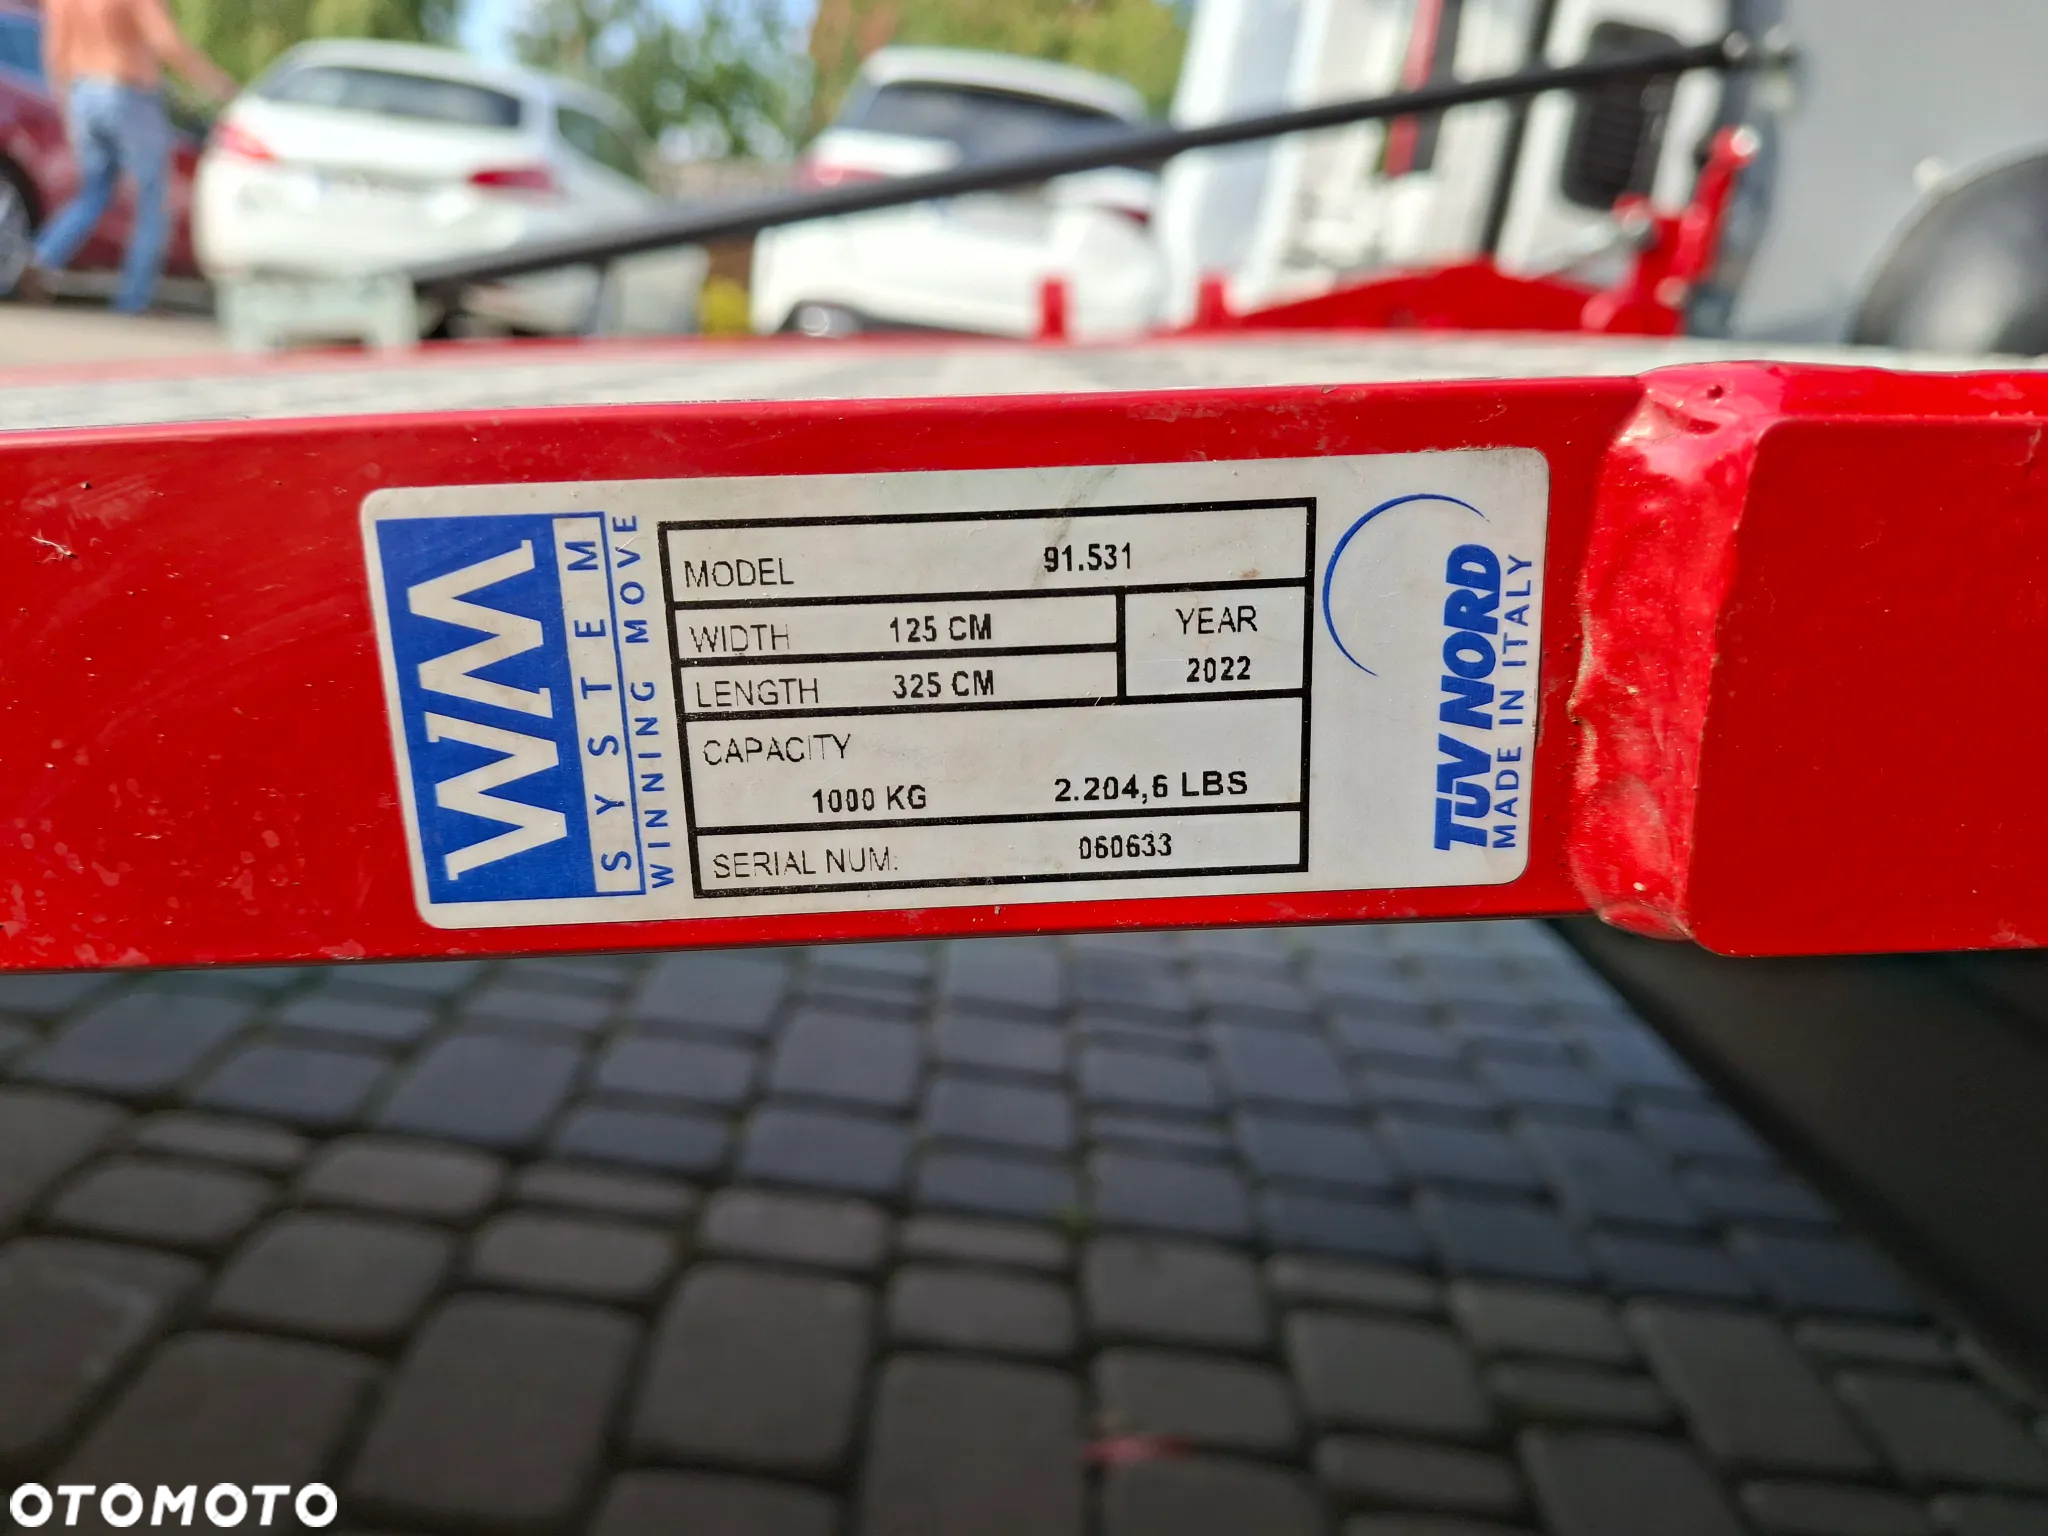 WM
SYSTEM
WINNING MOVE
MODEL 91.531
WIDTH 125 CM
LENGTH 325 CM
YEAR
2022
CAPACITY
1000 KG 2.204,6 LBS
SERIAL NUM: 060633
TÜV NORD
MADE IN ITALY
OTOMOTO